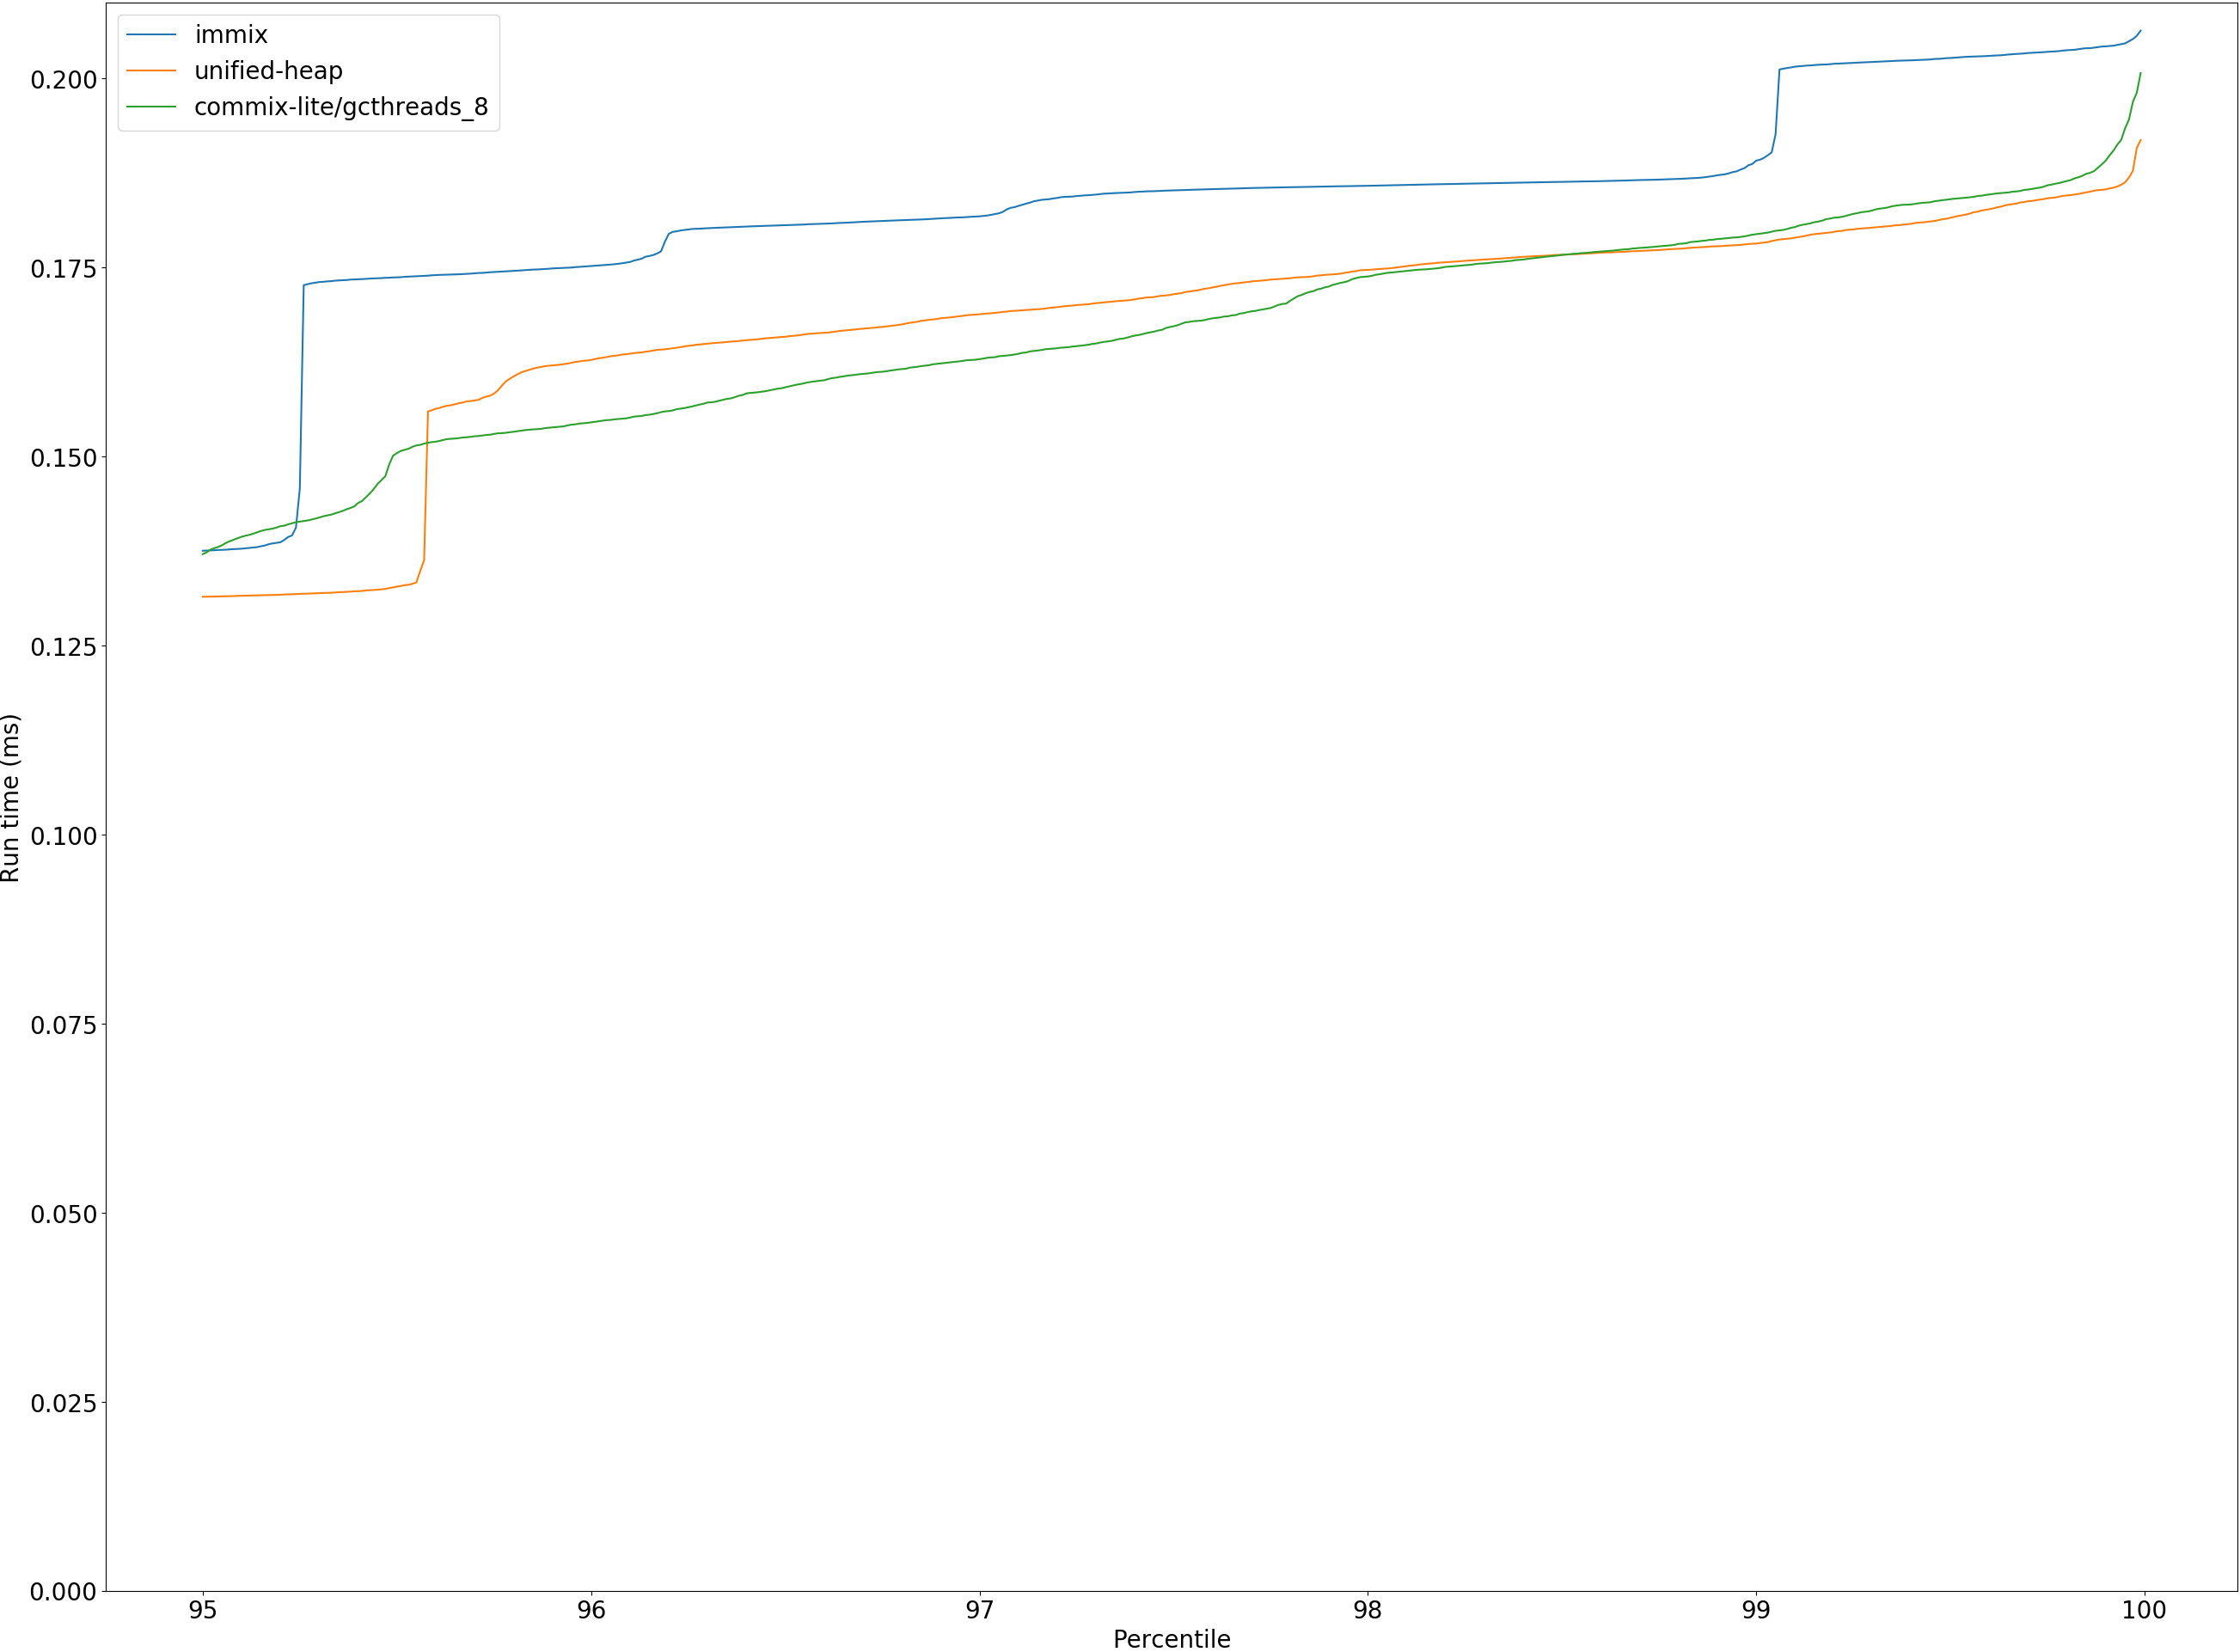 immix
unified-heap
commix-lite/gcthreads_8
0.200
0.175
0.150
0.125
0.100
0.075
0.050
0.025
0.000
Run time (ms)
95 96 97 98 99 100
Percentile